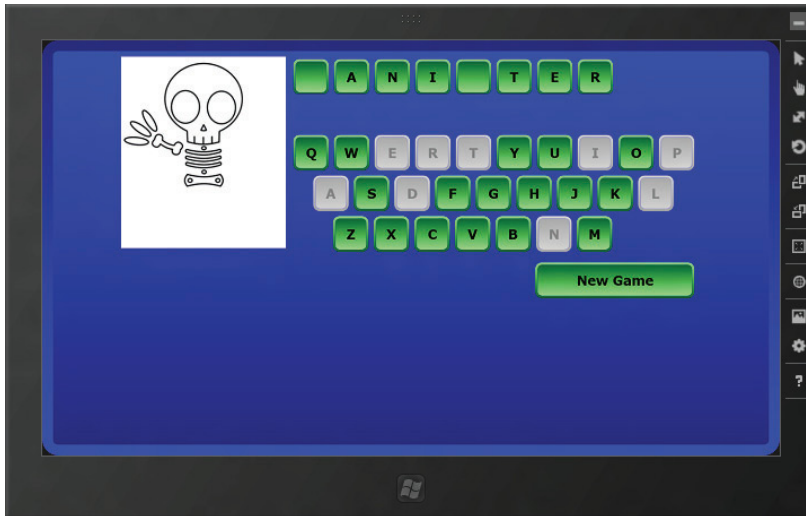 A N I T E R
Q W E R T Y U I O P
A S D F G H J K L
Z X C V B N M
New Game
?